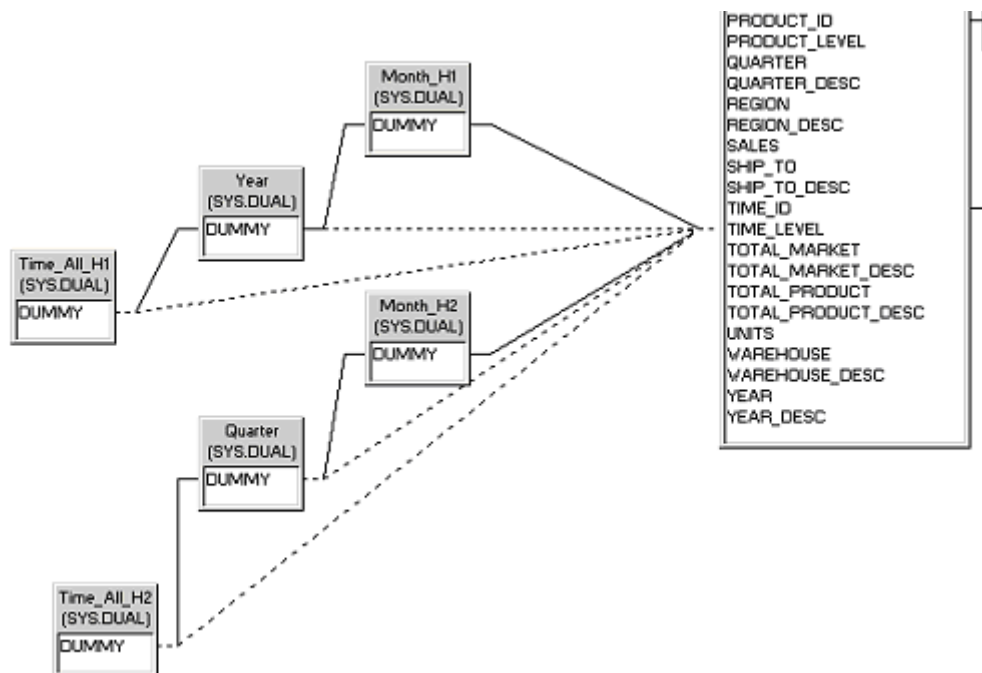 Month_H1
(SYS.DUAL)
DUMMY
Year
(SYS.DUAL)
DUMMY
Time_All_H1
(SYS.DUAL)
DUMMY
Month_H2
(SYS.DUAL)
DUMMY
Quarter
(SYS.DUAL)
DUMMY
Time_All_H2
(SYS.DUAL)
DUMMY
PRODUCT_ID
PRODUCT_LEVEL
QUARTER
QUARTER_DESC
REGION
REGION_DESC
SALES
SHIP_TO
SHIP_TO_DESC
TIME_ID
TIME_LEVEL
TOTAL_MARKET
TOTAL_MARKET_DESC
TOTAL_PRODUCT
TOTAL_PRODUCT_DESC
UNITS
WAREHOUSE
WAREHOUSE_DESC
YEAR
YEAR_DESC